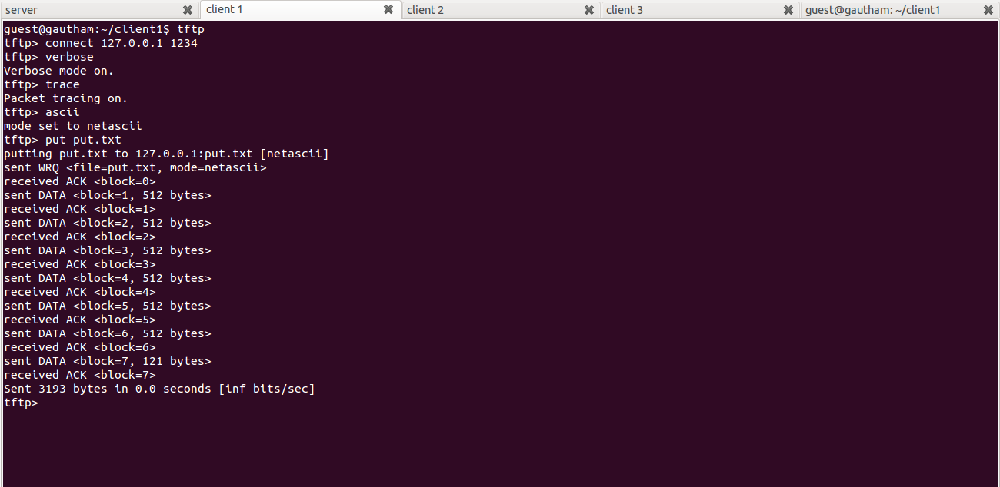 server ✖ client 1 ✖ client 2 ✖ client 3 ✖ guest@gautham: ~/client1 ✖
guest@gautham:~/client1$ tftp
tftp> connect 127.0.0.1 1234
tftp> verbose
Verbose mode on.
tftp> trace
Packet tracing on.
tftp> ascii
mode set to netascii
tftp> put put.txt
putting put.txt to 127.0.0.1:put.txt [netascii]
sent WRQ <file=put.txt, mode=netascii>
received ACK <block=0>
sent DATA <block=1, 512 bytes>
received ACK <block=1>
sent DATA <block=2, 512 bytes>
received ACK <block=2>
sent DATA <block=3, 512 bytes>
received ACK <block=3>
sent DATA <block=4, 512 bytes>
received ACK <block=4>
sent DATA <block=5, 512 bytes>
received ACK <block=5>
sent DATA <block=6, 512 bytes>
received ACK <block=6>
sent DATA <block=7, 121 bytes>
received ACK <block=7>
Sent 3193 bytes in 0.0 seconds [inf bits/sec]
tftp>